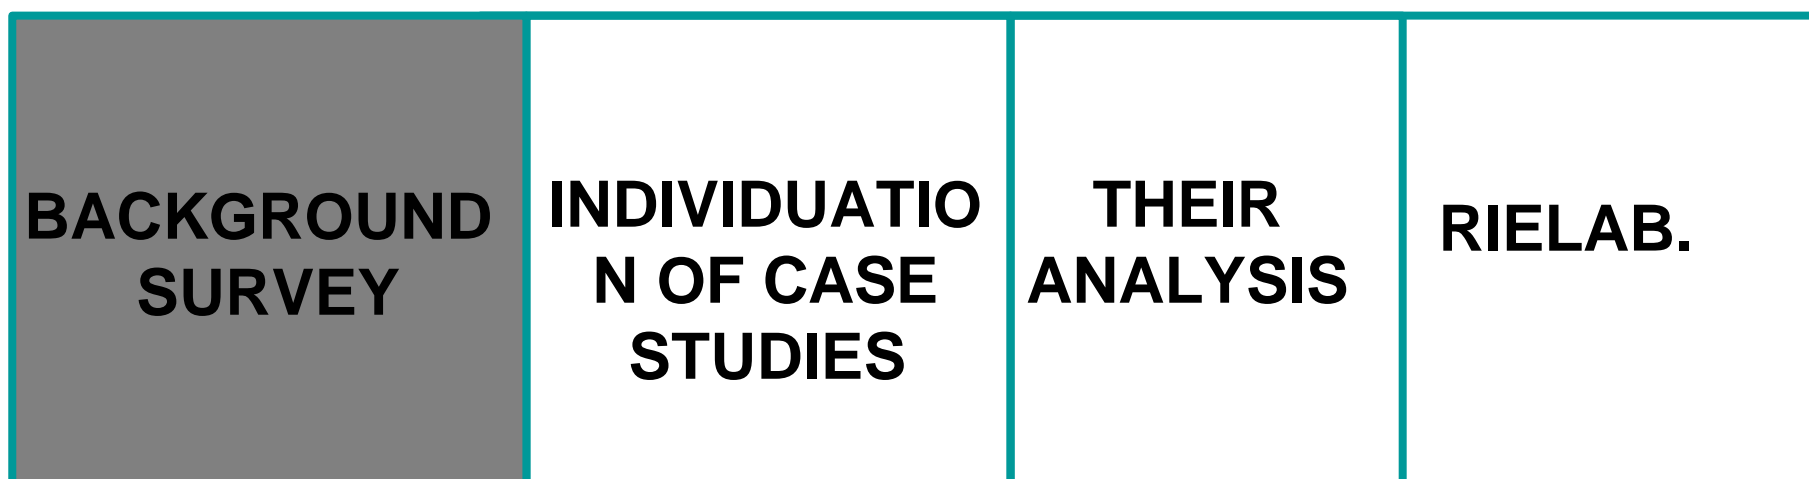 BACKGROUND
SURVEY
INDIVIDUATIO
N OF CASE
STUDIES
THEIR
ANALYSIS
RIELAB.